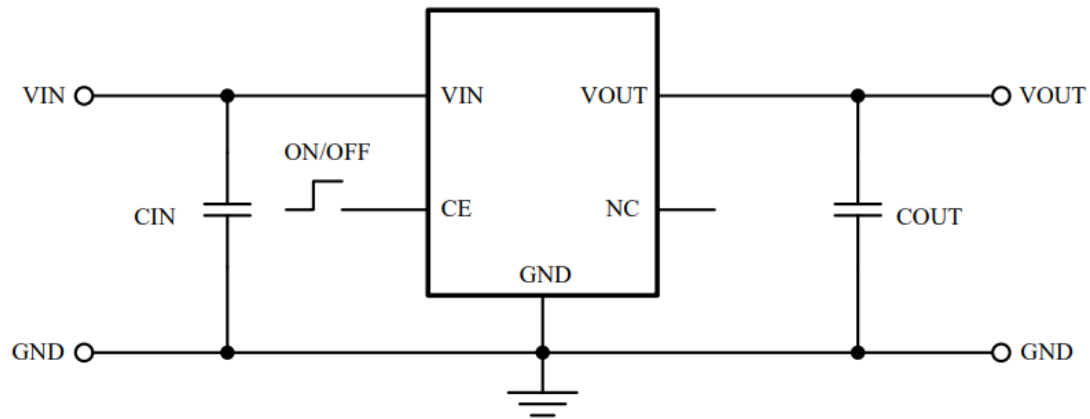 VIN
VIN
VOUT
VOUT
ON/OFF
CIN
CE
NC
COUT
GND
GND
GND